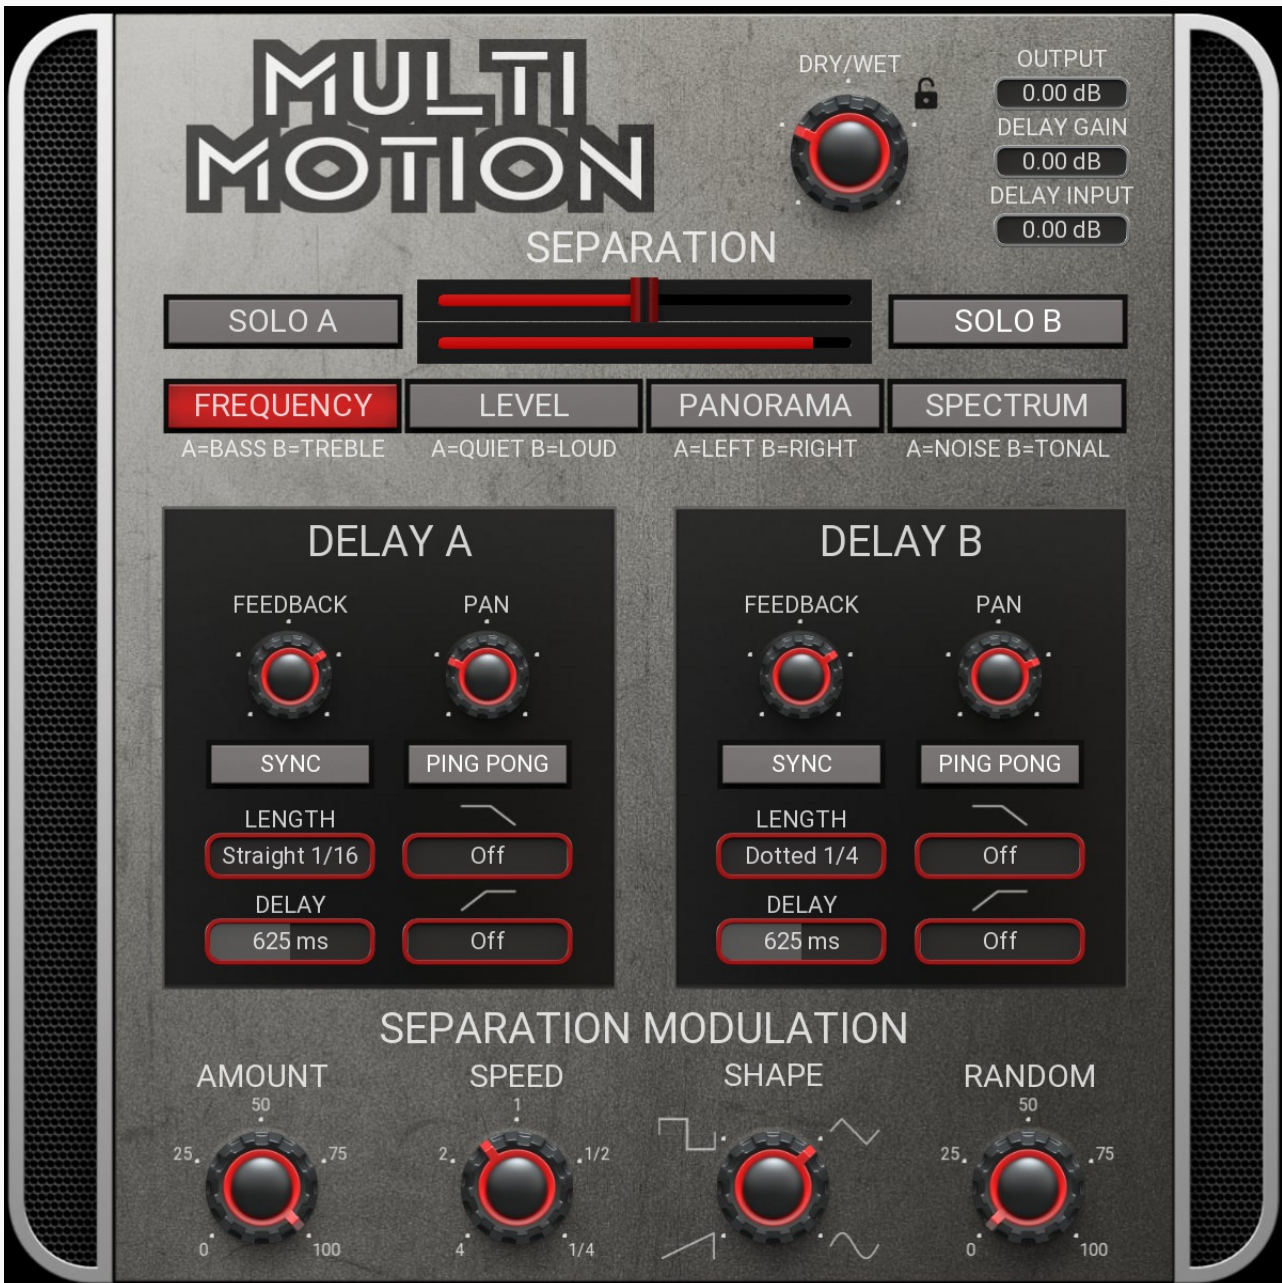 MULTI
MOTION
DRY/WET
OUTPUT
0.00 dB
DELAY GAIN
0.00 dB
DELAY INPUT
0.00 dB
SEPARATION
SOLO A
SOLO B
FREQUENCY
LEVEL
PANORAMA
SPECTRUM
A=BASS B=TREBLE
A=QUIET B=LOUD
A=LEFT B=RIGHT
A=NOISE B=TONAL
DELAY A
FEEDBACK
PAN
SYNC
PING PONG
LENGTH
Straight 1/16
Off
DELAY
625 ms
Off
DELAY B
FEEDBACK
PAN
SYNC
PING PONG
LENGTH
Dotted 1/4
Off
DELAY
625 ms
Off
SEPARATION MODULATION
AMOUNT
50
25
75
0
100
SPEED
1
2
1/2
4
1/4
SHAPE
RANDOM
50
25
75
0
100